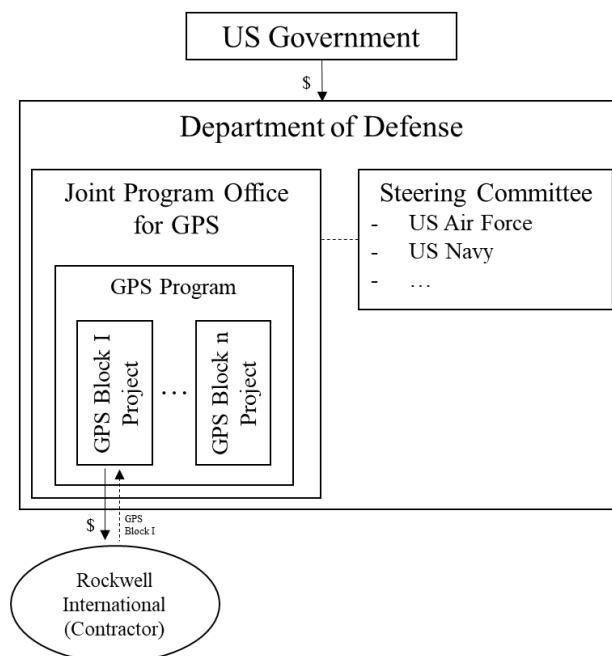 US Government
$
Department of Defense
Joint Program Office
for GPS
Steering Committee
- US Air Force
- US Navy
- …
GPS Program
GPS Block I
Project
…
GPS Block n
Project
$
GPS
Block I
Rockwell
International
(Contractor)